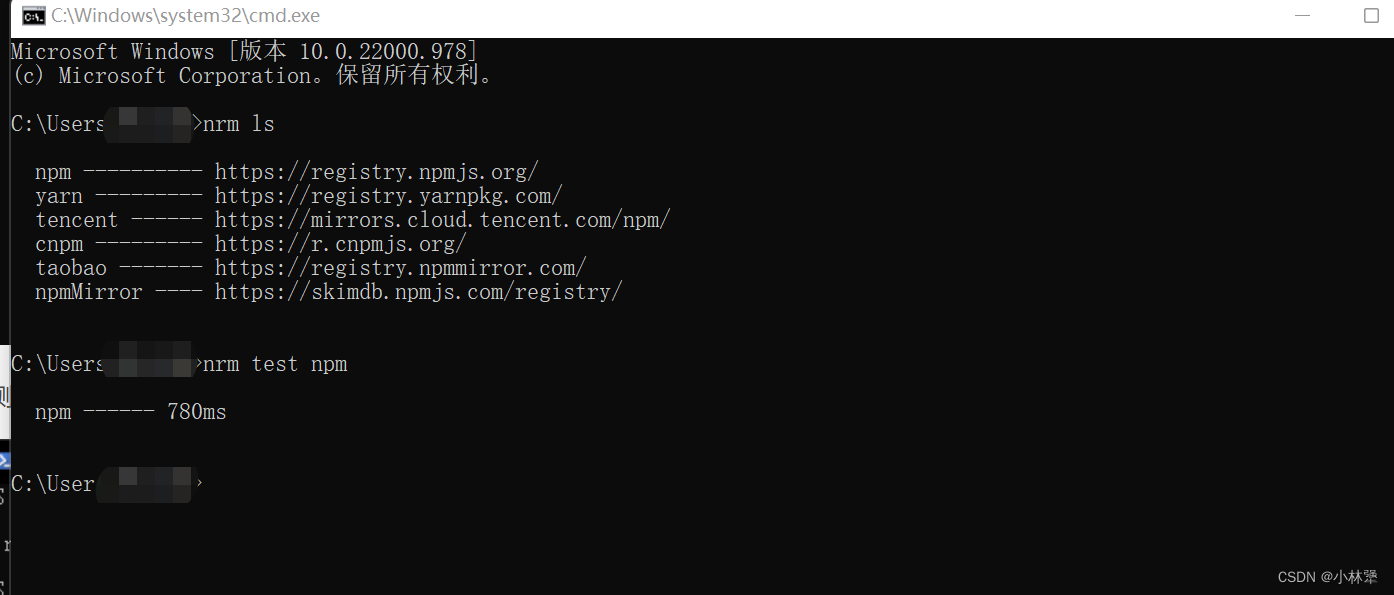 C:\Windows\system32\cmd.exe
Microsoft Windows [版本 10.0.22000.978]
(c) Microsoft Corporation。保留所有权利。
C:\Users >nrm ls
npm ---------- https://registry.npmjs.org/
yarn --------- https://registry.yarnpkg.com/
tencent ------ https://mirrors.cloud.tencent.com/npm/
cnpm --------- https://r.cnpmjs.org/
taobao ------- https://registry.npmmirror.com/
npmMirror ---- https://skimdb.npmjs.com/registry/
C:\Users >nrm test npm
npm ------ 780ms
C:\User >
CSDN @小林犟